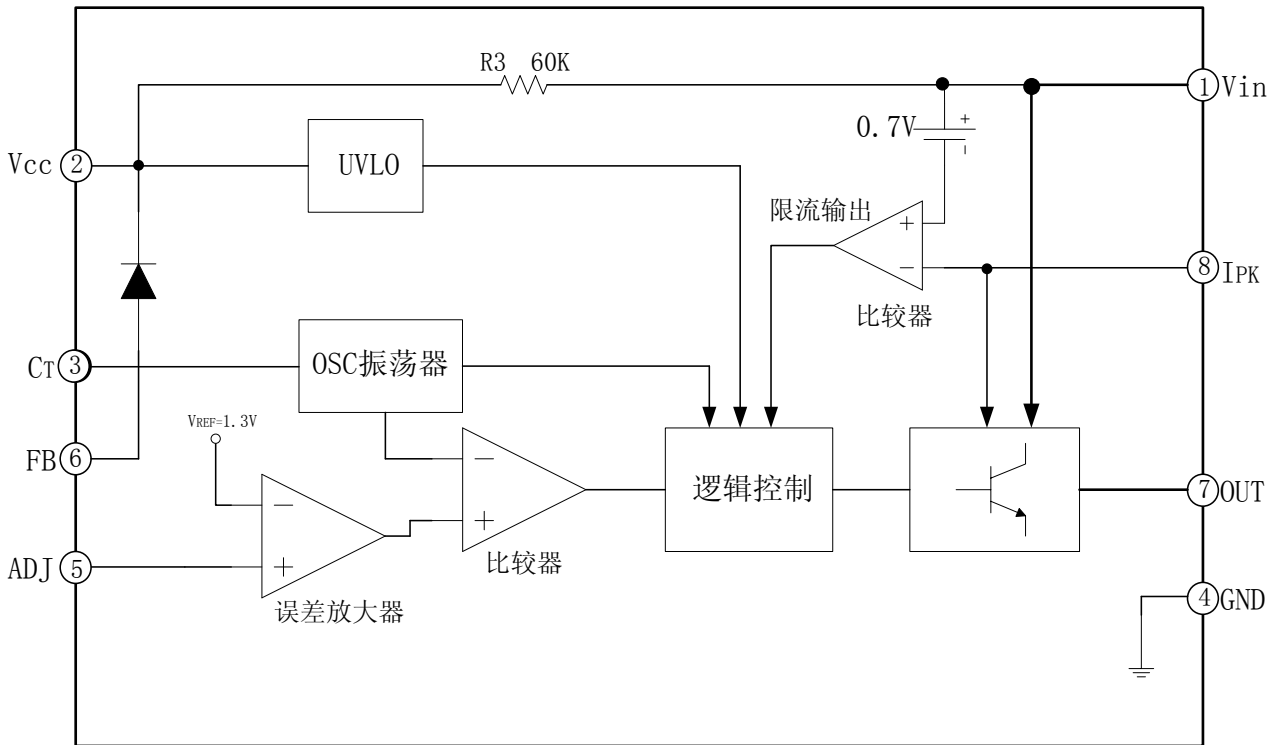 R3 60K
① Vin
0.7V
+
-
Vcc ②
UVLO
限流输出
+
-
⑧ IPK
比较器
CT ③
OSC振荡器
VREF=1.3V
FB ⑥
-
+
逻辑控制
⑦ OUT
-
+
比较器
ADJ ⑤
误差放大器
④ GND